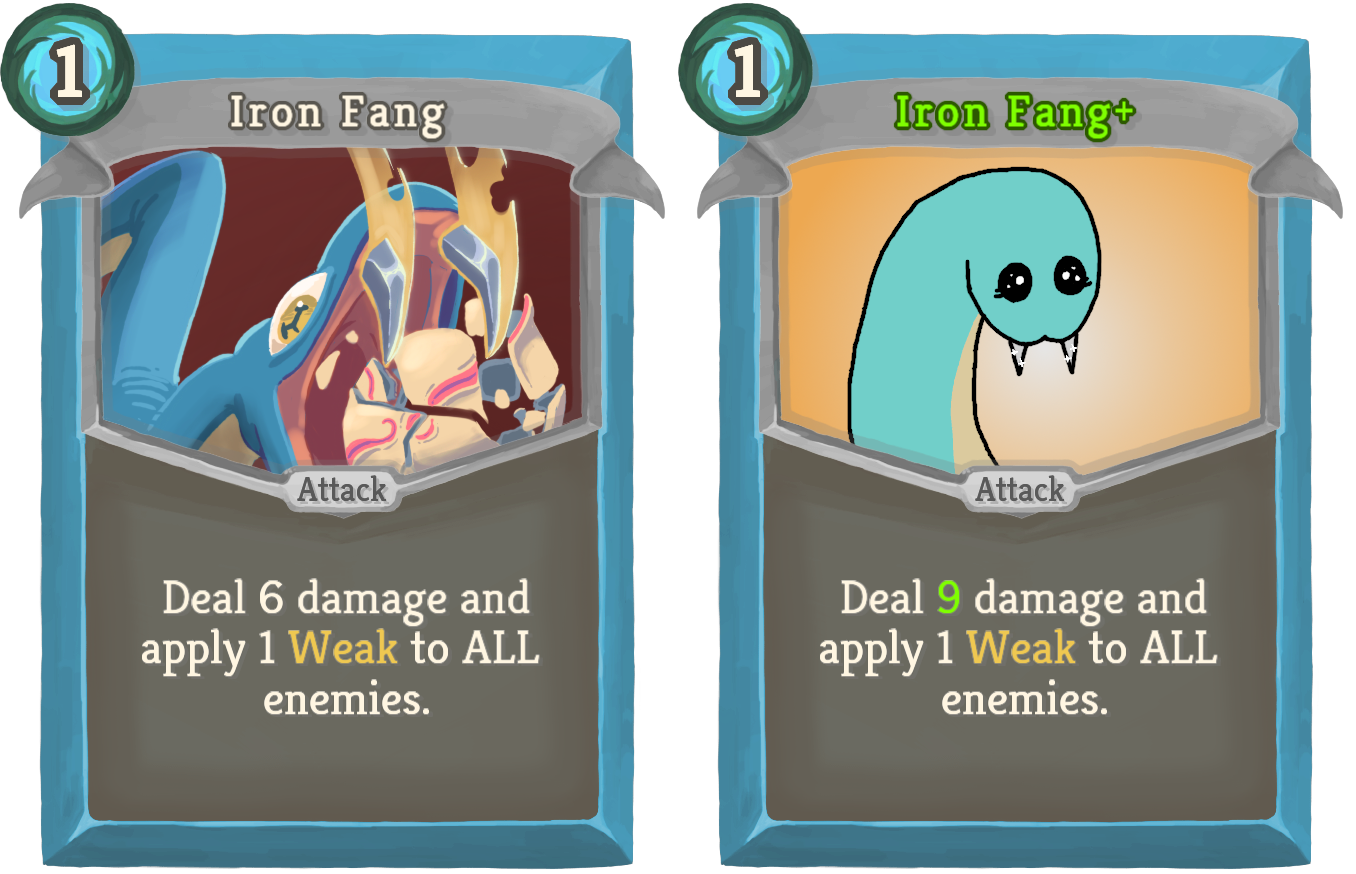 1
Iron Fang
Attack
Deal 6 damage and
apply 1 Weak to ALL
enemies.
1
Iron Fang+
Attack
Deal 9 damage and
apply 1 Weak to ALL
enemies.